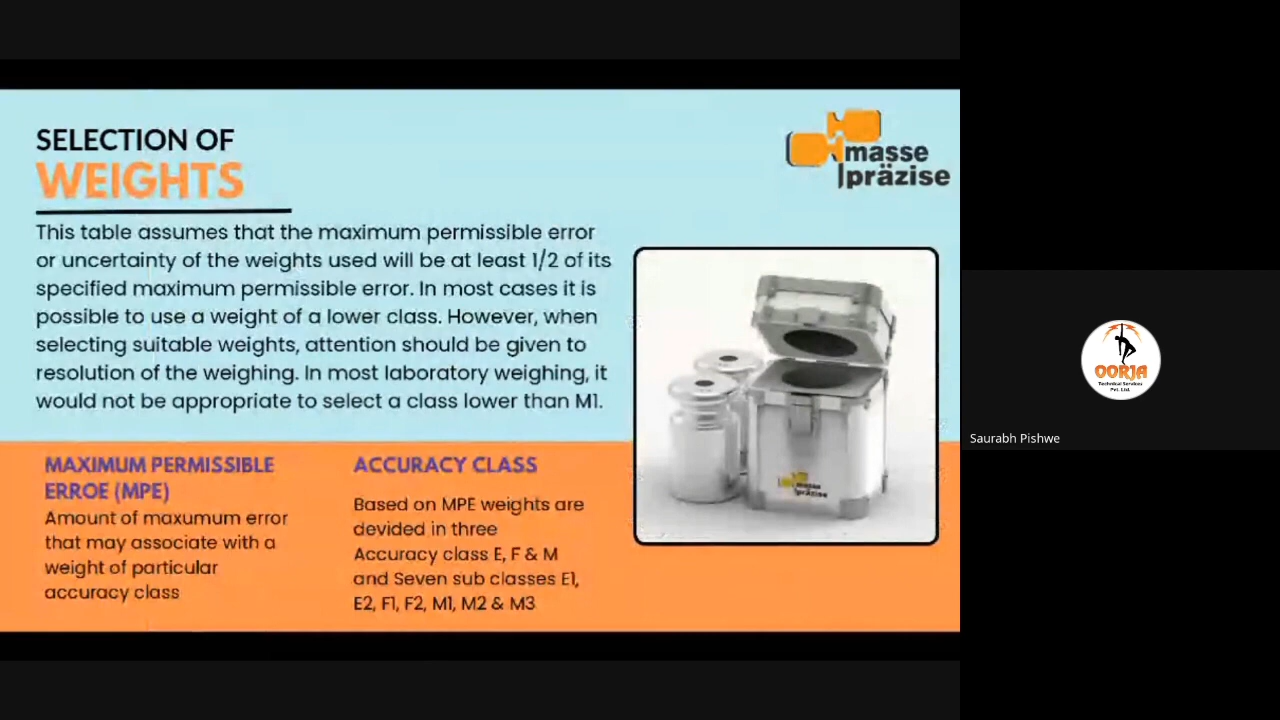 SELECTION OF
WEIGHTS
masse
präzise
This table assumes that the maximum permissible error
or uncertainty of the weights used will be at least 1/2 of its
specified maximum permissible error. In most cases it is
possible to use a weight of a lower class. However, when
selecting suitable weights, attention should be given to
resolution of the weighing. In most laboratory weighing, it
would not be appropriate to select a class lower than M1.
MAXIMUM PERMISSIBLE
ERROE (MPE)
Amount of maxumum error
that may associate with a
weight of particular
accuracy class
ACCURACY CLASS
Based on MPE weights are
devided in three
Accuracy class E, F & M
and Seven sub classes E1,
E2, F1, F2, M1, M2 & M3
masse
präzise
OORJA
Technical Services
Pvt. Ltd.
Saurabh Pishwe